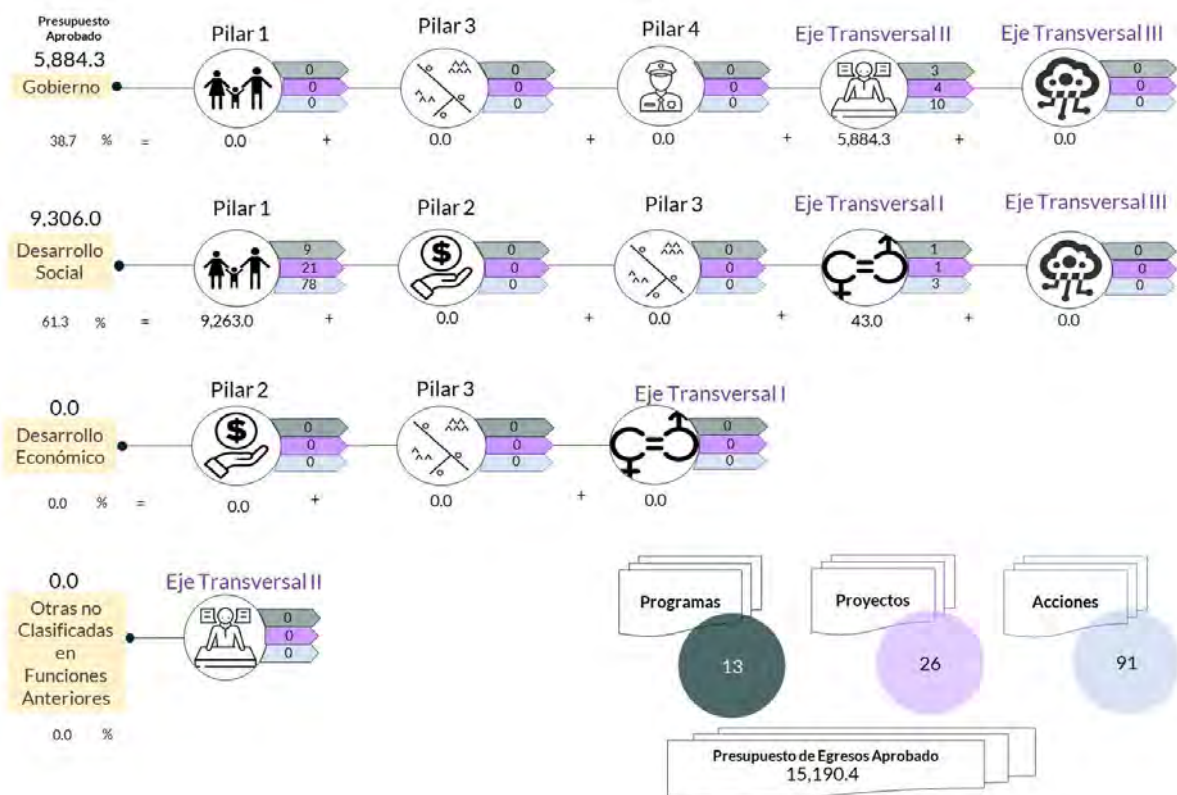 Presupuesto
Aprobado
5,884.3
Gobierno
38.7 % =
Pilar 1
0
0
0
0.0
+
Pilar 3
0
0
0
0.0
+
Pilar 4
0
0
0
0.0
+
Eje Transversal II
3
4
10
5,884.3
+
Eje Transversal III
0
0
0
0.0
9,306.0
Desarrollo
Social
61.3 % =
Pilar 1
9
21
78
9,263.0
+
Pilar 2
$
0
0
0
0.0
+
Pilar 3
0
0
0
0.0
+
Eje Transversal I
1
1
3
43.0
+
Eje Transversal III
0
0
0
0.0
0.0
Desarrollo
Económico
0.0 % =
Pilar 2
$
0
0
0
0.0
+
Pilar 3
0
0
0
0.0
+
Eje Transversal I
0
0
0
0.0
0.0
Otras no
Clasificadas
en
Funciones
Anteriores
0.0 %
Eje Transversal II
0
0
0
Programas
13
Proyectos
26
Acciones
91
Presupuesto de Egresos Aprobado
15,190.4